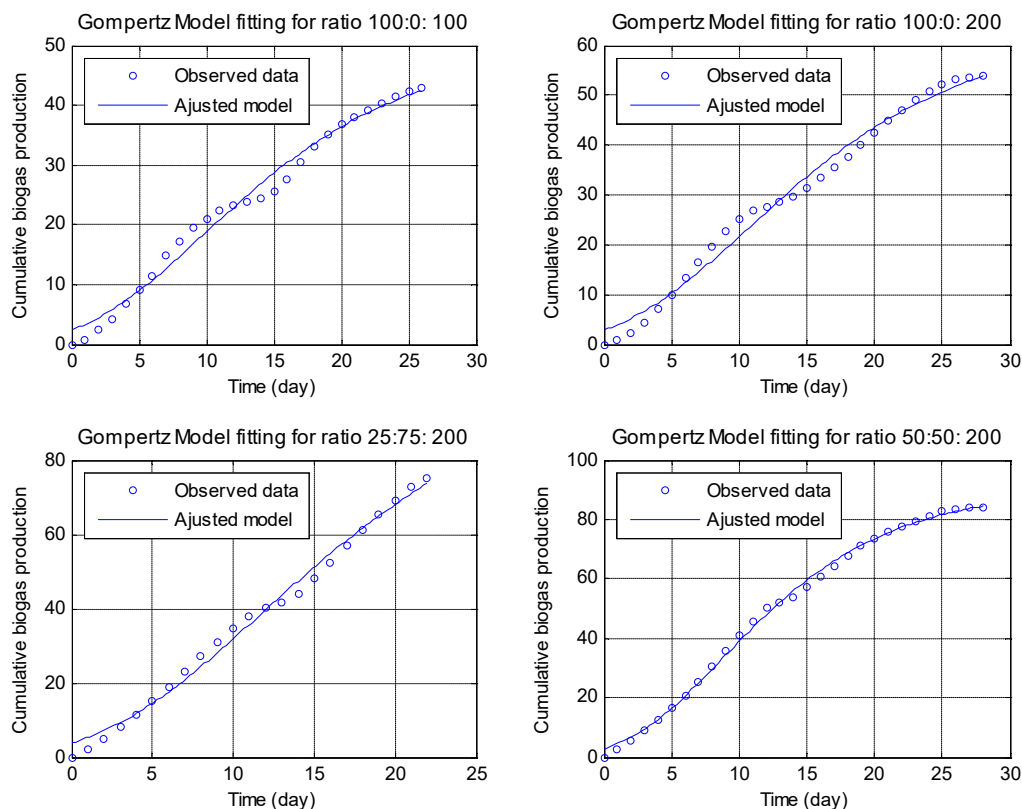 Gompertz Model fitting for ratio 100:0: 100
50
40
30
20
10
0
Cumulative biogas production
Observed data
Ajusted model
0 5 10 15 20 25 30
Time (day)
Gompertz Model fitting for ratio 100:0: 200
60
50
40
30
20
10
0
Cumulative biogas production
Observed data
Ajusted model
0 5 10 15 20 25 30
Time (day)
Gompertz Model fitting for ratio 25:75: 200
80
60
40
20
0
Cumulative biogas production
Observed data
Ajusted model
0 5 10 15 20 25
Time (day)
Gompertz Model fitting for ratio 50:50: 200
100
80
60
40
20
0
Cumulative biogas production
Observed data
Ajusted model
0 5 10 15 20 25 30
Time (day)